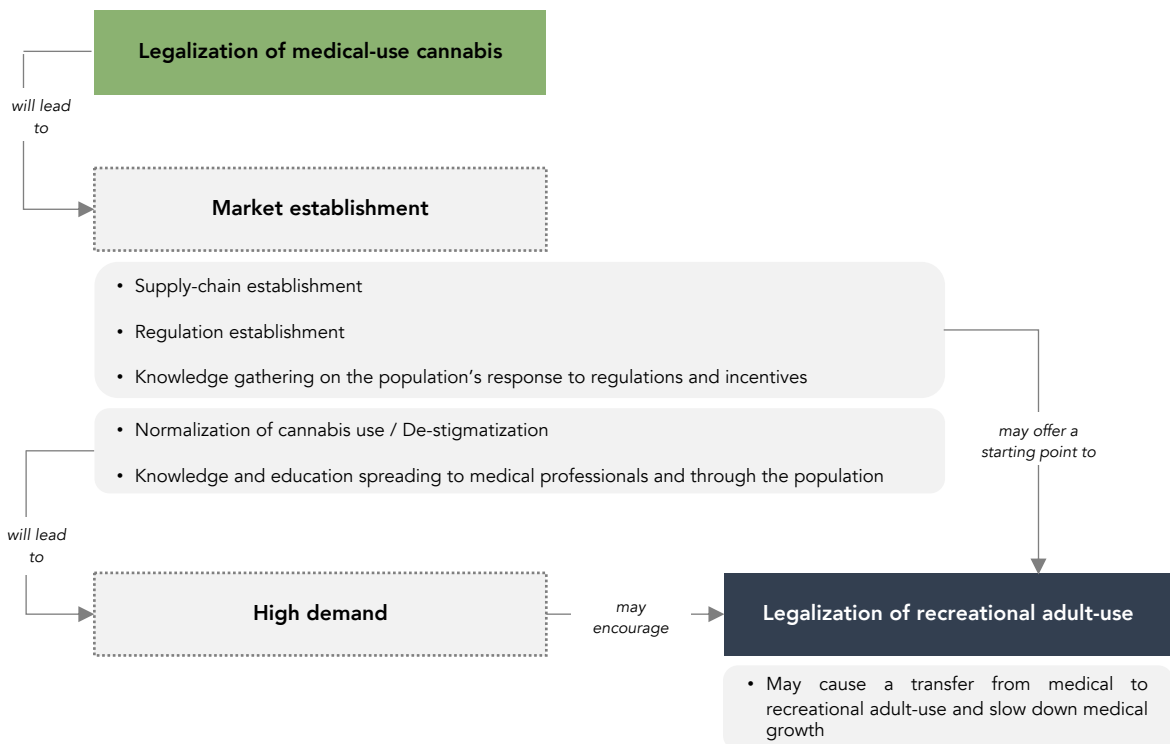 Legalization of medical-use cannabis
will lead
to
Market establishment
• Supply-chain establishment
• Regulation establishment
• Knowledge gathering on the population’s response to regulations and incentives
• Normalization of cannabis use / De-stigmatization
• Knowledge and education spreading to medical professionals and through the population
may offer a
starting point to
will lead
to
High demand
may
encourage
Legalization of recreational adult-use
• May cause a transfer from medical to
recreational adult-use and slow down medical
growth